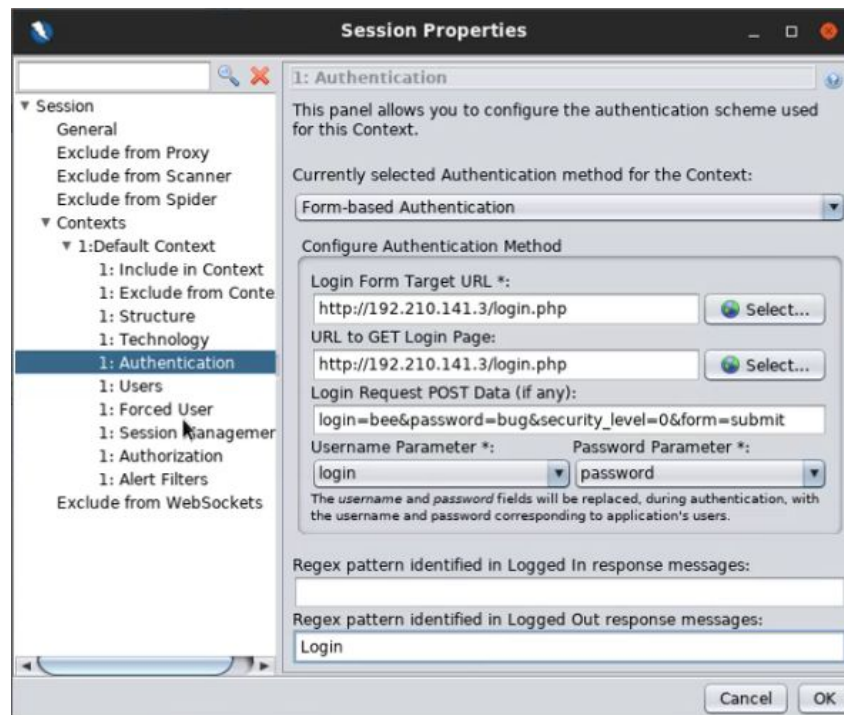 Session Properties
1: Authentication
Session
General
Exclude from Proxy
Exclude from Scanner
Exclude from Spider
Contexts
1:Default Context
1: Include in Context
1: Exclude from Conte
1: Structure
1: Technology
1: Authentication
1: Users
1: Forced User
1: Session Managemer
1: Authorization
1: Alert Filters
Exclude from WebSockets
This panel allows you to configure the authentication scheme used
for this Context.
Currently selected Authentication method for the Context:
Form-based Authentication
Configure Authentication Method
Login Form Target URL *:
http://192.210.141.3/login.php
Select...
URL to GET Login Page:
http://192.210.141.3/login.php
Select...
Login Request POST Data (if any):
login=bee&password=bug&security_level=0&form=submit
Username Parameter *: Password Parameter *:
login password
The username and password fields will be replaced, during authentication, with
the username and password corresponding to application's users.
Regex pattern identified in Logged In response messages:
Regex pattern identified in Logged Out response messages:
Login
Cancel OK